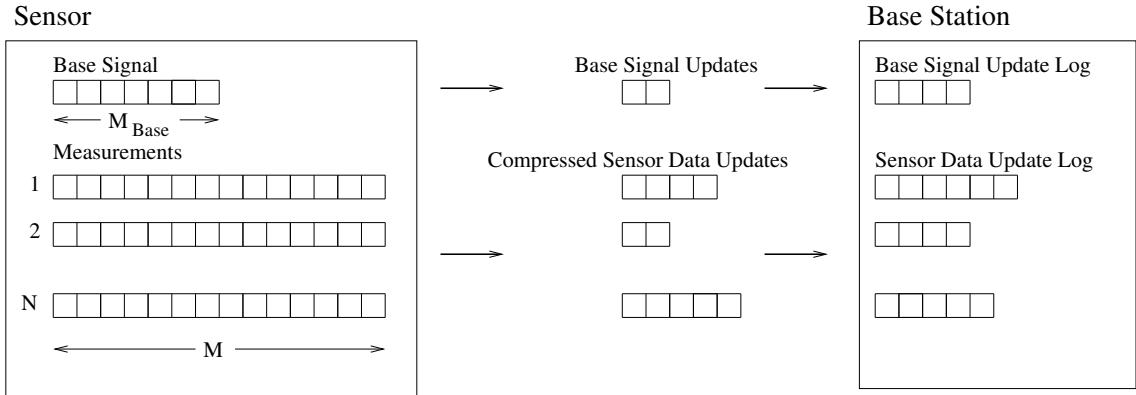 Sensor
Base Station
Base Signal
Base Signal Updates
Base Signal Update Log
M Base
Measurements
Compressed Sensor Data Updates
Sensor Data Update Log
1
2
N
M